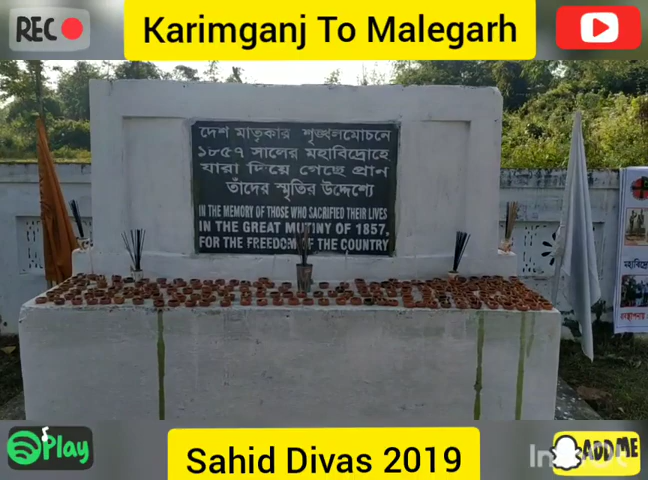 REC
Karimganj To Malegarh
দেশ মাতৃকার শৃঙ্খলমোচনে
১৮৫৭ সালের মহাবিদ্রোহে
যারা দিয়ে গেছে প্রান
তাঁদের স্মৃতির উদ্দেশ্যে
IN THE MEMORY OF THOSE WHO SACRIFIED THEIR LIVES
IN THE GREAT MUTINY OF 1857,
FOR THE FREEDOM OF THE COUNTRY
Play
Sahid Divas 2019
ADD ME